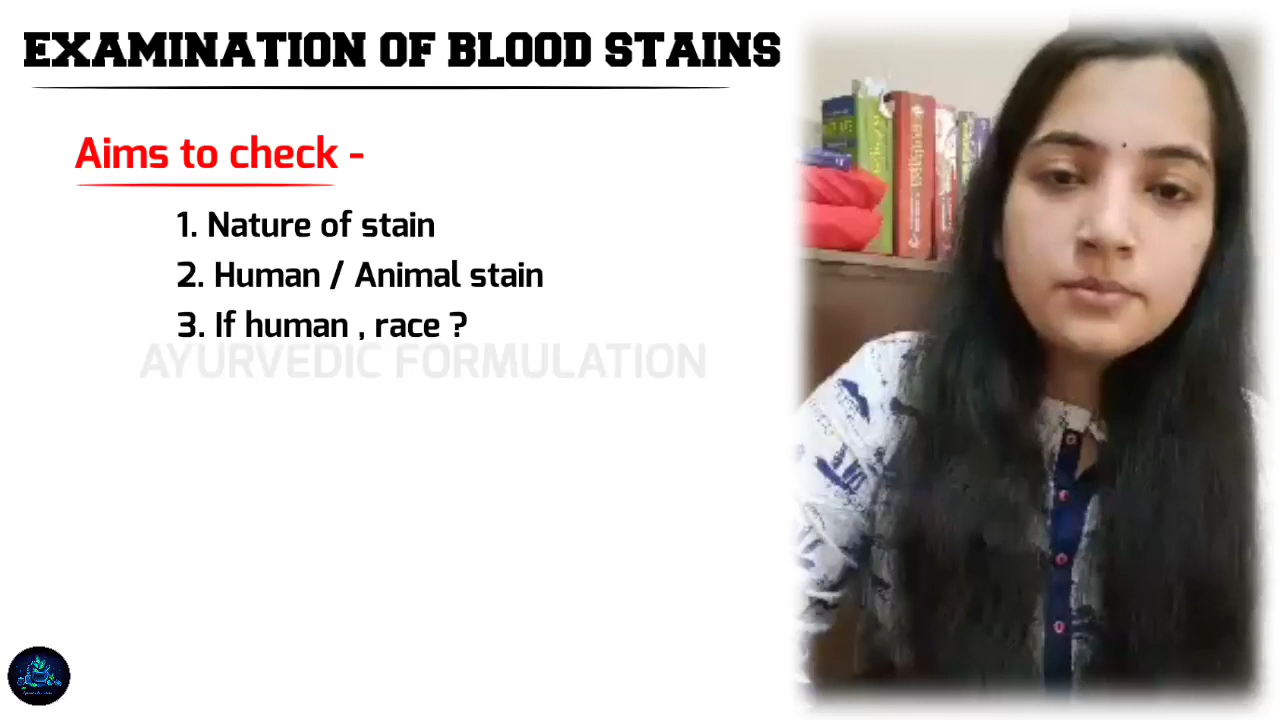 EXAMINATION OF BLOOD STAINS
Aims to check -
1. Nature of stain
2. Human / Animal stain
3. If human , race ?
AYURVEDIC FORMULATION